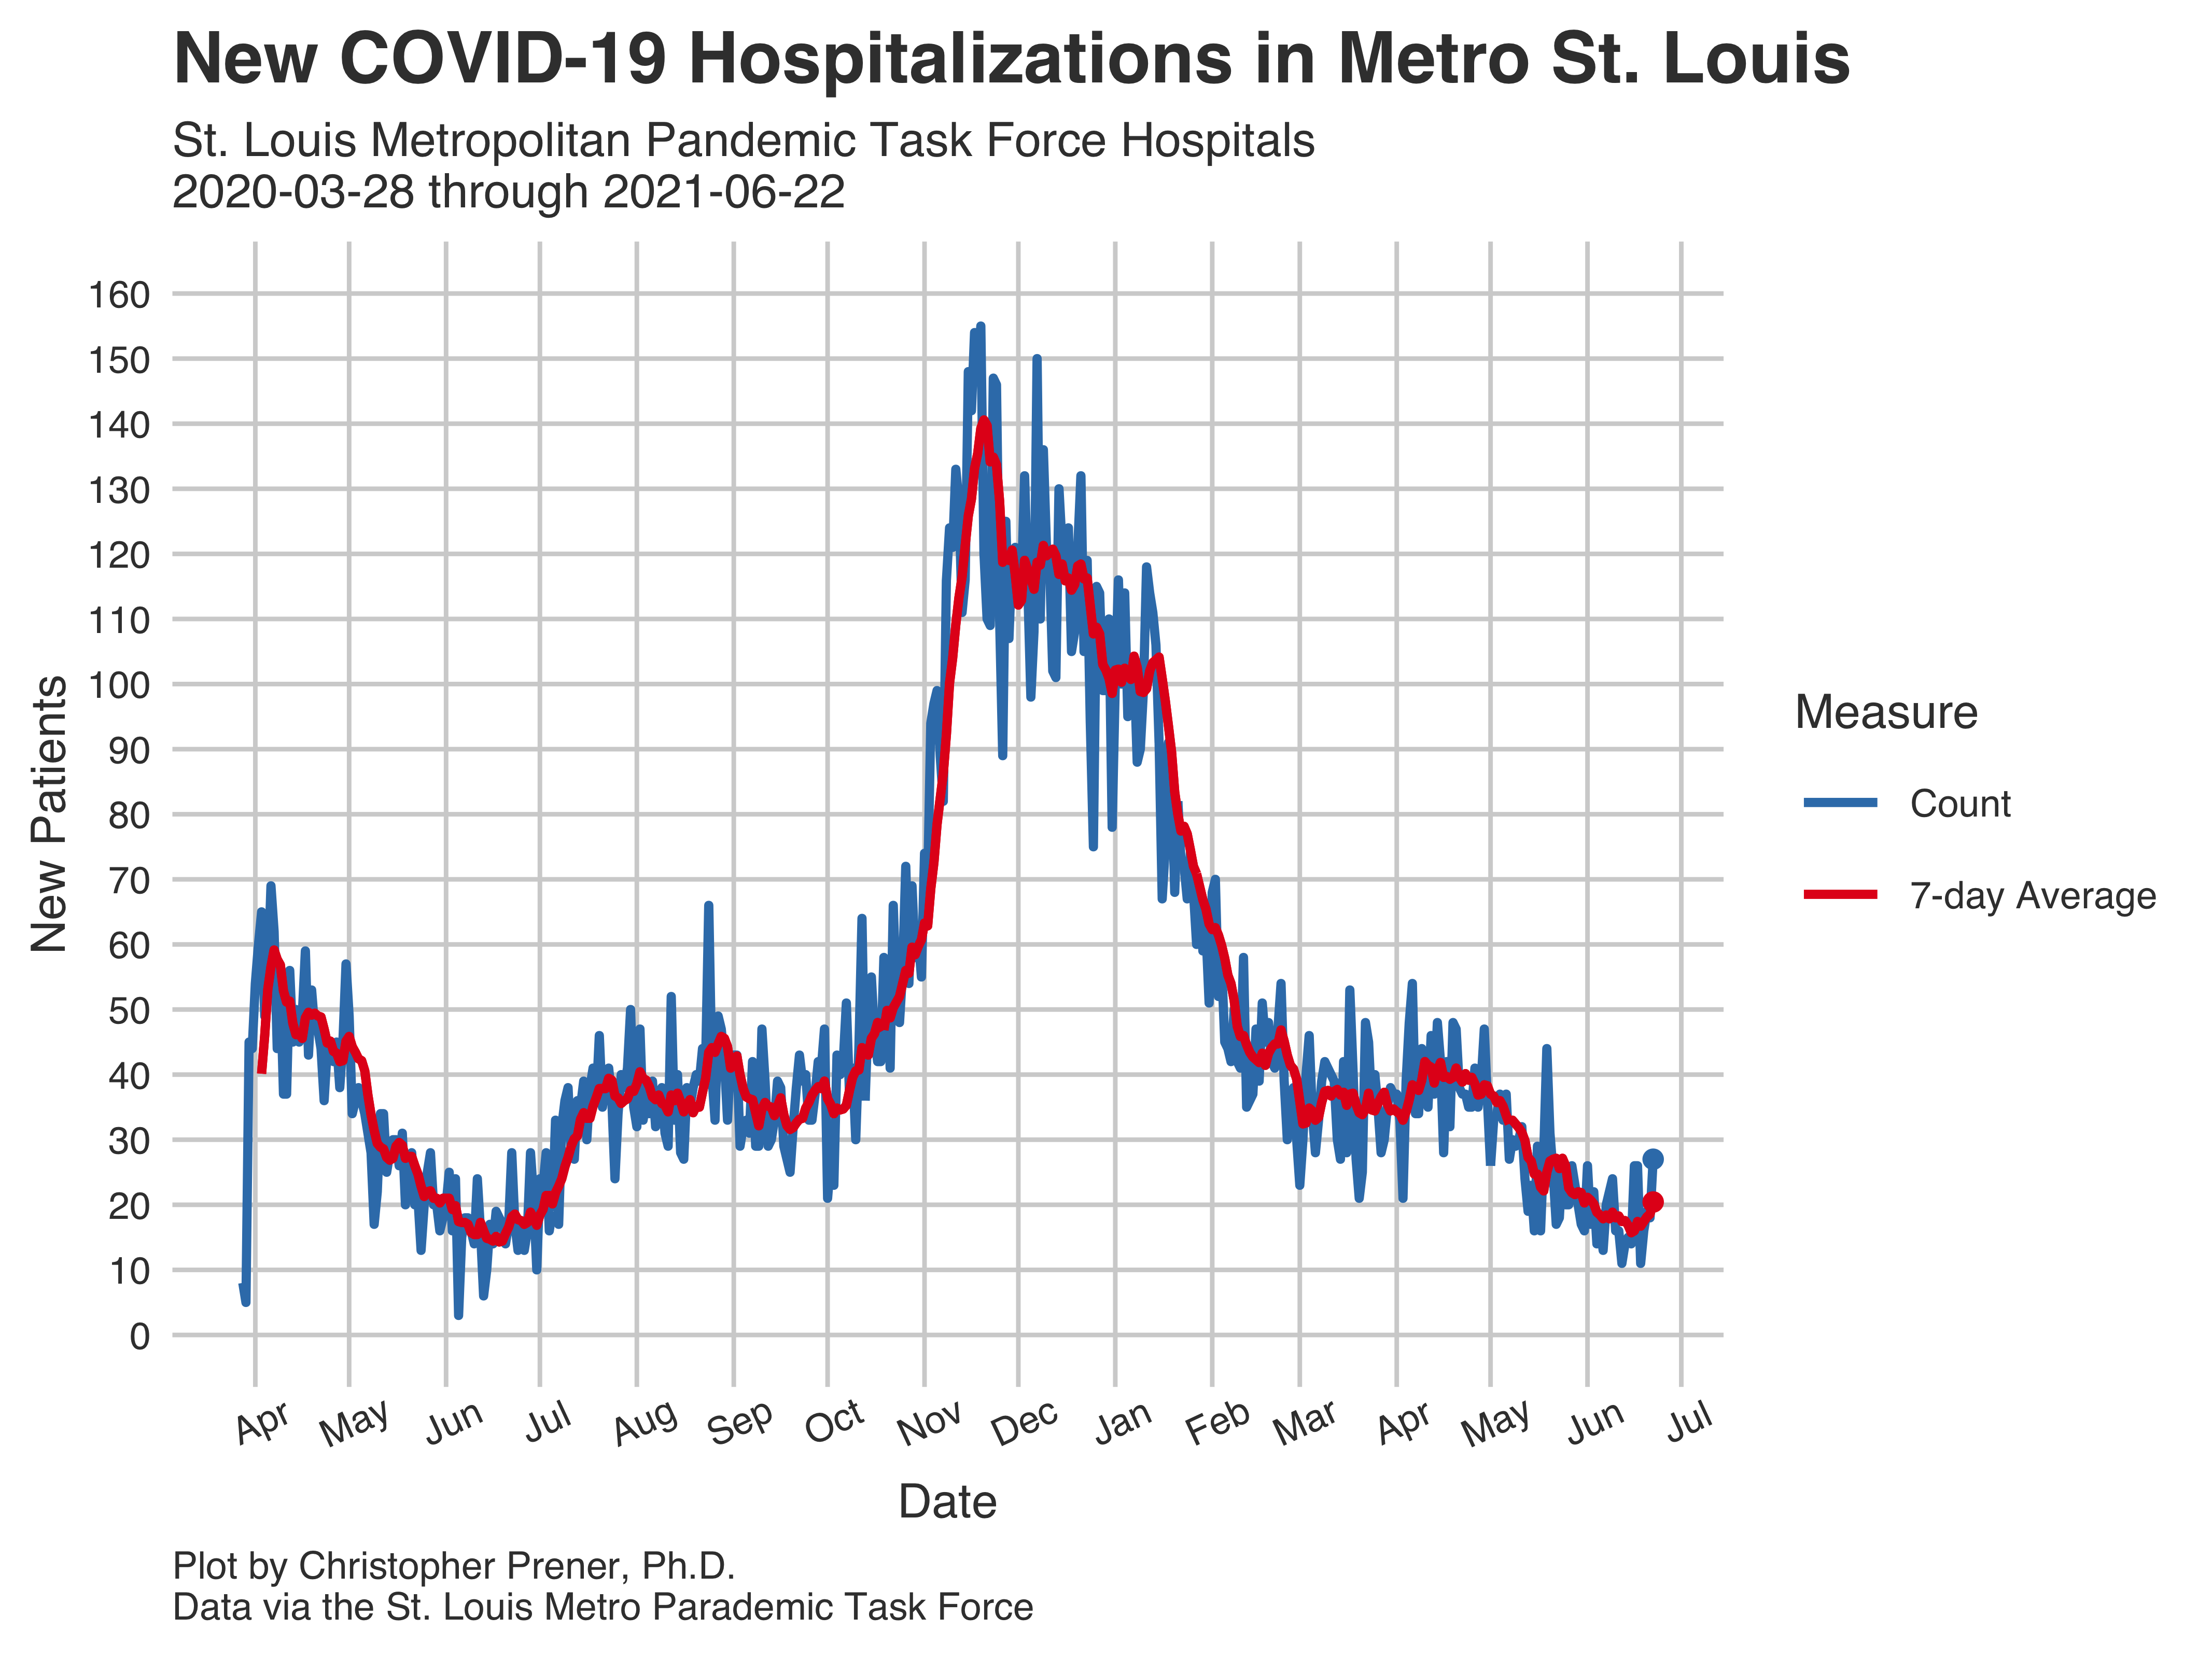 New COVID-19 Hospitalizations in Metro St. Louis
St. Louis Metropolitan Pandemic Task Force Hospitals
2020-03-28 through 2021-06-22
160
150
140
130
120
110
100
90
80
70
60
50
40
30
20
10
0
New Patients
Apr
May
Jun
Jul
Aug
Sep
Oct
Nov
Dec
Jan
Feb
Mar
Apr
May
Jun
Jul
Date
Measure
Count
7-day Average
Plot by Christopher Prener, Ph.D.
Data via the St. Louis Metro Parademic Task Force